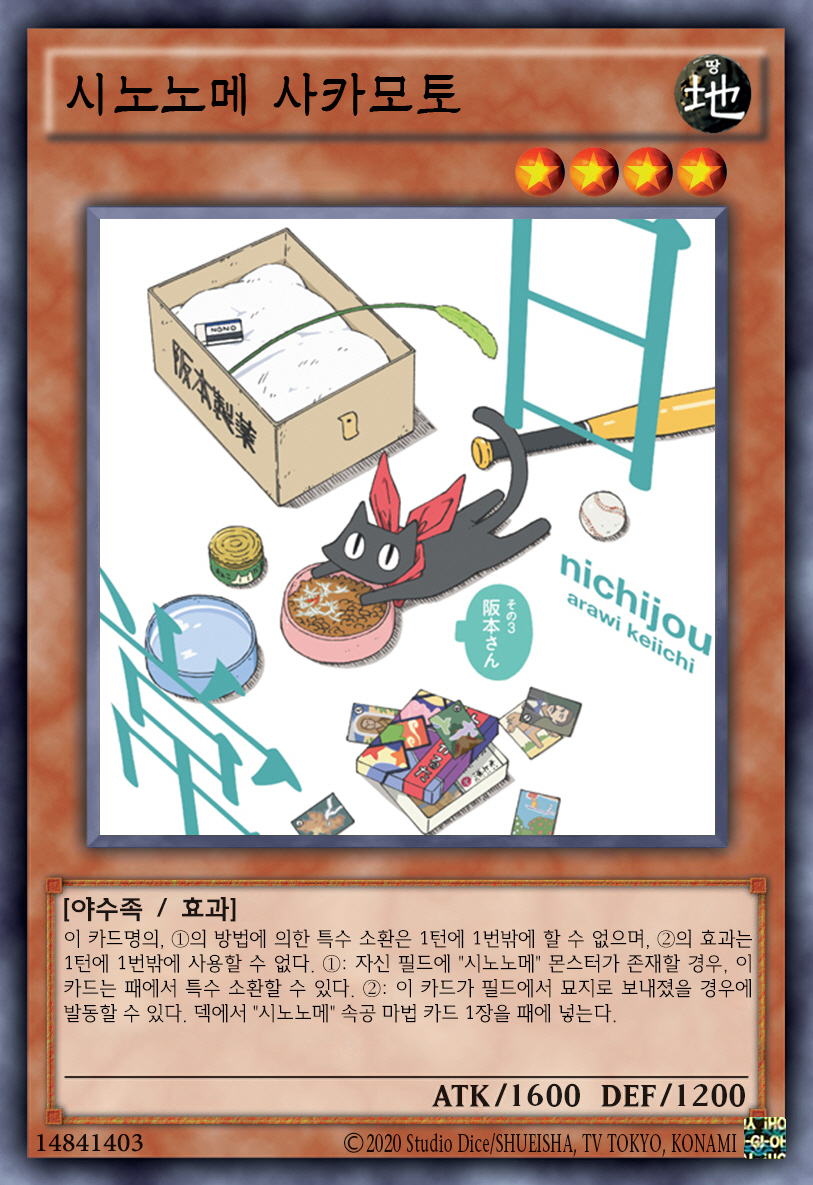 시노노메 사카모토
땅
地
MONO
阪本製薬
nichijou
arawi keiichi
その3
阪本さん
[야수족 / 효과]
이 카드명의, ①의 방법에 의한 특수 소환은 1턴에 1번밖에 할 수 없으며, ②의 효과는
1턴에 1번밖에 사용할 수 없다. ①: 자신 필드에 "시노노메" 몬스터가 존재할 경우, 이
카드는 패에서 특수 소환할 수 있다. ②: 이 카드가 필드에서 묘지로 보내졌을 경우에
발동할 수 있다. 덱에서 "시노노메" 속공 마법 카드 1장을 패에 넣는다.
ATK/1600 DEF/1200
14841403
©2020 Studio Dice/SHUEISHA, TV TOKYO, KONAMI